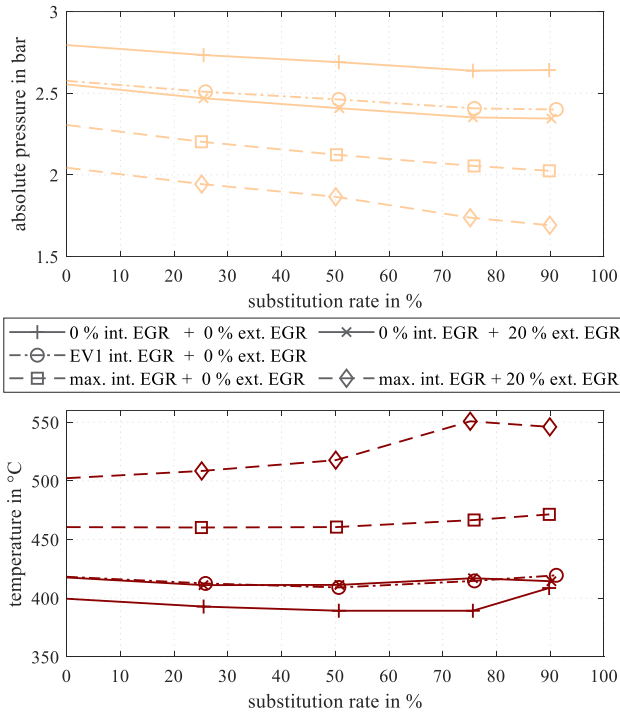 3
2.5
2
1.5
absolute pressure in bar
0 10 20 30 40 50 60 70 80 90 100
substitution rate in %
0 % int. EGR + 0 % ext. EGR 0 % int. EGR + 20 % ext. EGR
EV1 int. EGR + 0 % ext. EGR
max. int. EGR + 0 % ext. EGR max. int. EGR + 20 % ext. EGR
550
500
450
400
350
temperature in °C
0 10 20 30 40 50 60 70 80 90 100
substitution rate in %